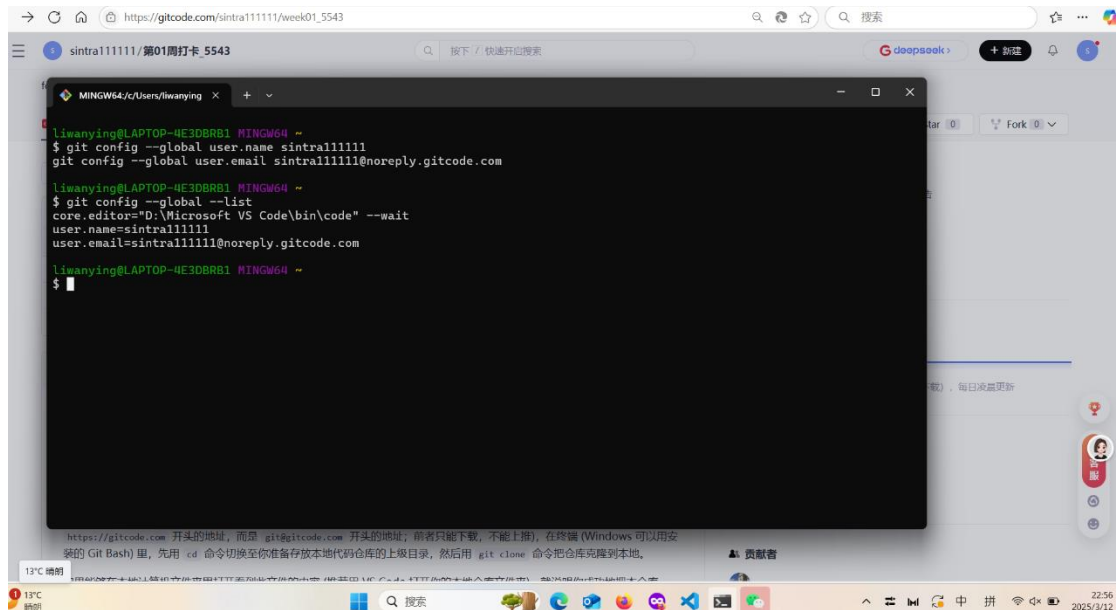 https://gitcode.com/sintra111111/week01_5543
搜索
sintra111111/第01周打卡_5543
按下 / 快速开启搜索
deepseek
+ 新建
MINGW64:/c/Users/liwanying
liwanying@LAPTOP-4E3DBRB1 MINGW64 ~
$ git config --global user.name sintra111111
git config --global user.email sintra111111@noreply.gitcode.com
liwanying@LAPTOP-4E3DBRB1 MINGW64 ~
$ git config --global --list
core.editor="D:\Microsoft VS Code\bin\code" --wait
user.name=sintra111111
user.email=sintra111111@noreply.gitcode.com
liwanying@LAPTOP-4E3DBRB1 MINGW64 ~
$
tar 0
Fork 0
，每日凌晨更新
客服
https://gitcode.com 开头的地址，而是 git@gitcode.com 开头的地址；前者只能下载，不能上推)，在终端 (Windows 可以用安
装的 Git Bash) 里，先用 cd 命令切换至你准备存放本地代码仓库的上级目录，然后用 git clone 命令把仓库克隆到本地。
贡献者
13°C 晴朗
1
13°C
晴朗
搜索
中
拼
22:56